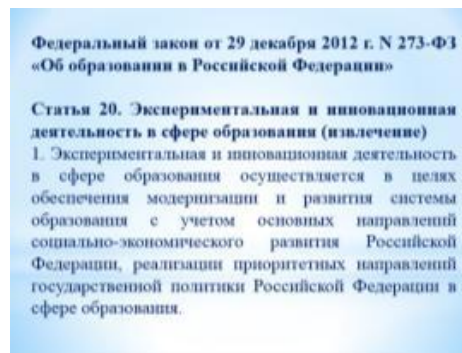 Федеральный закон от 29 декабря 2012 г. N 273-ФЗ
«Об образовании в Российской Федерации»
Статья 20. Экспериментальная и инновационная
деятельность в сфере образования (извлечение)
1. Экспериментальная и инновационная деятельность
в сфере образования осуществляется в целях
обеспечения модернизации и развития системы
образования с учетом основных направлений
социально-экономического развития Российской
Федерации, реализации приоритетных направлений
государственной политики Российской Федерации в
сфере образования.